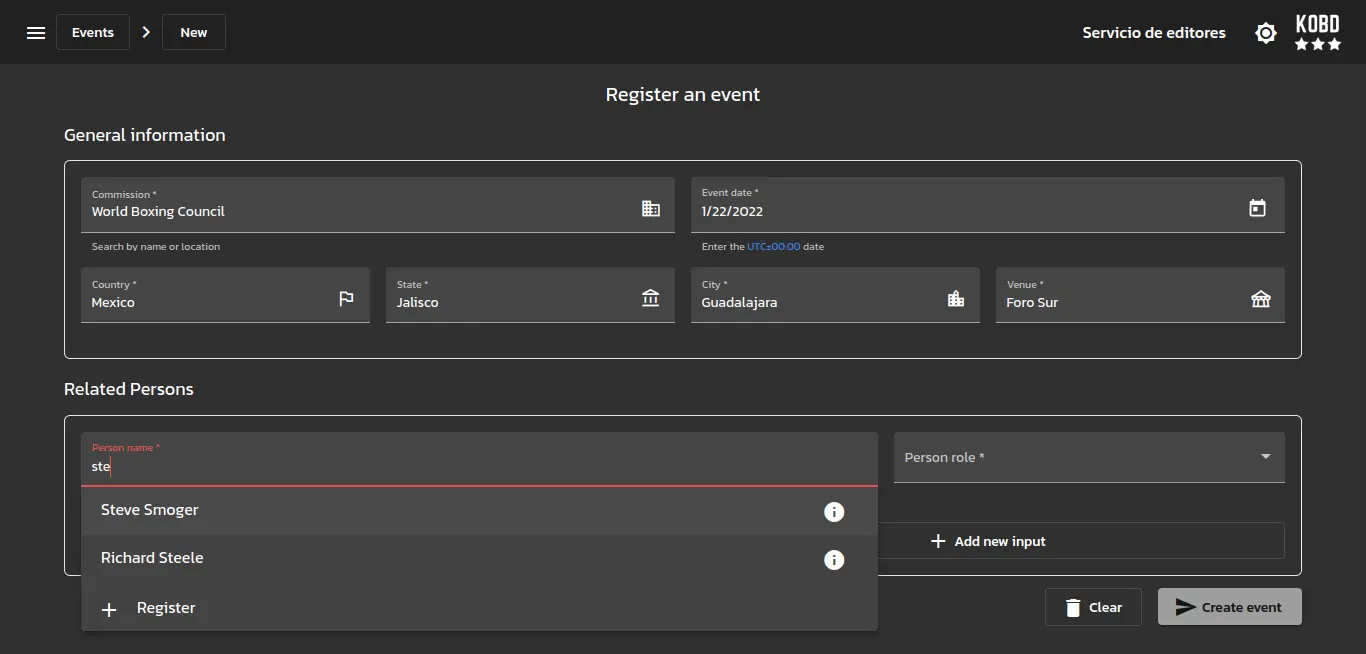 Events
New
Servicio de editores
KOBD
Register an event
General information
Commission *
World Boxing Council
Search by name or location
Event date *
1/22/2022
Enter the UTC±00:00 date
Country *
Mexico
State *
Jalisco
City *
Guadalajara
Venue *
Foro Sur
Related Persons
Person name *
ste
Person role *
Steve Smoger
Richard Steele
Register
Add new input
Clear
Create event